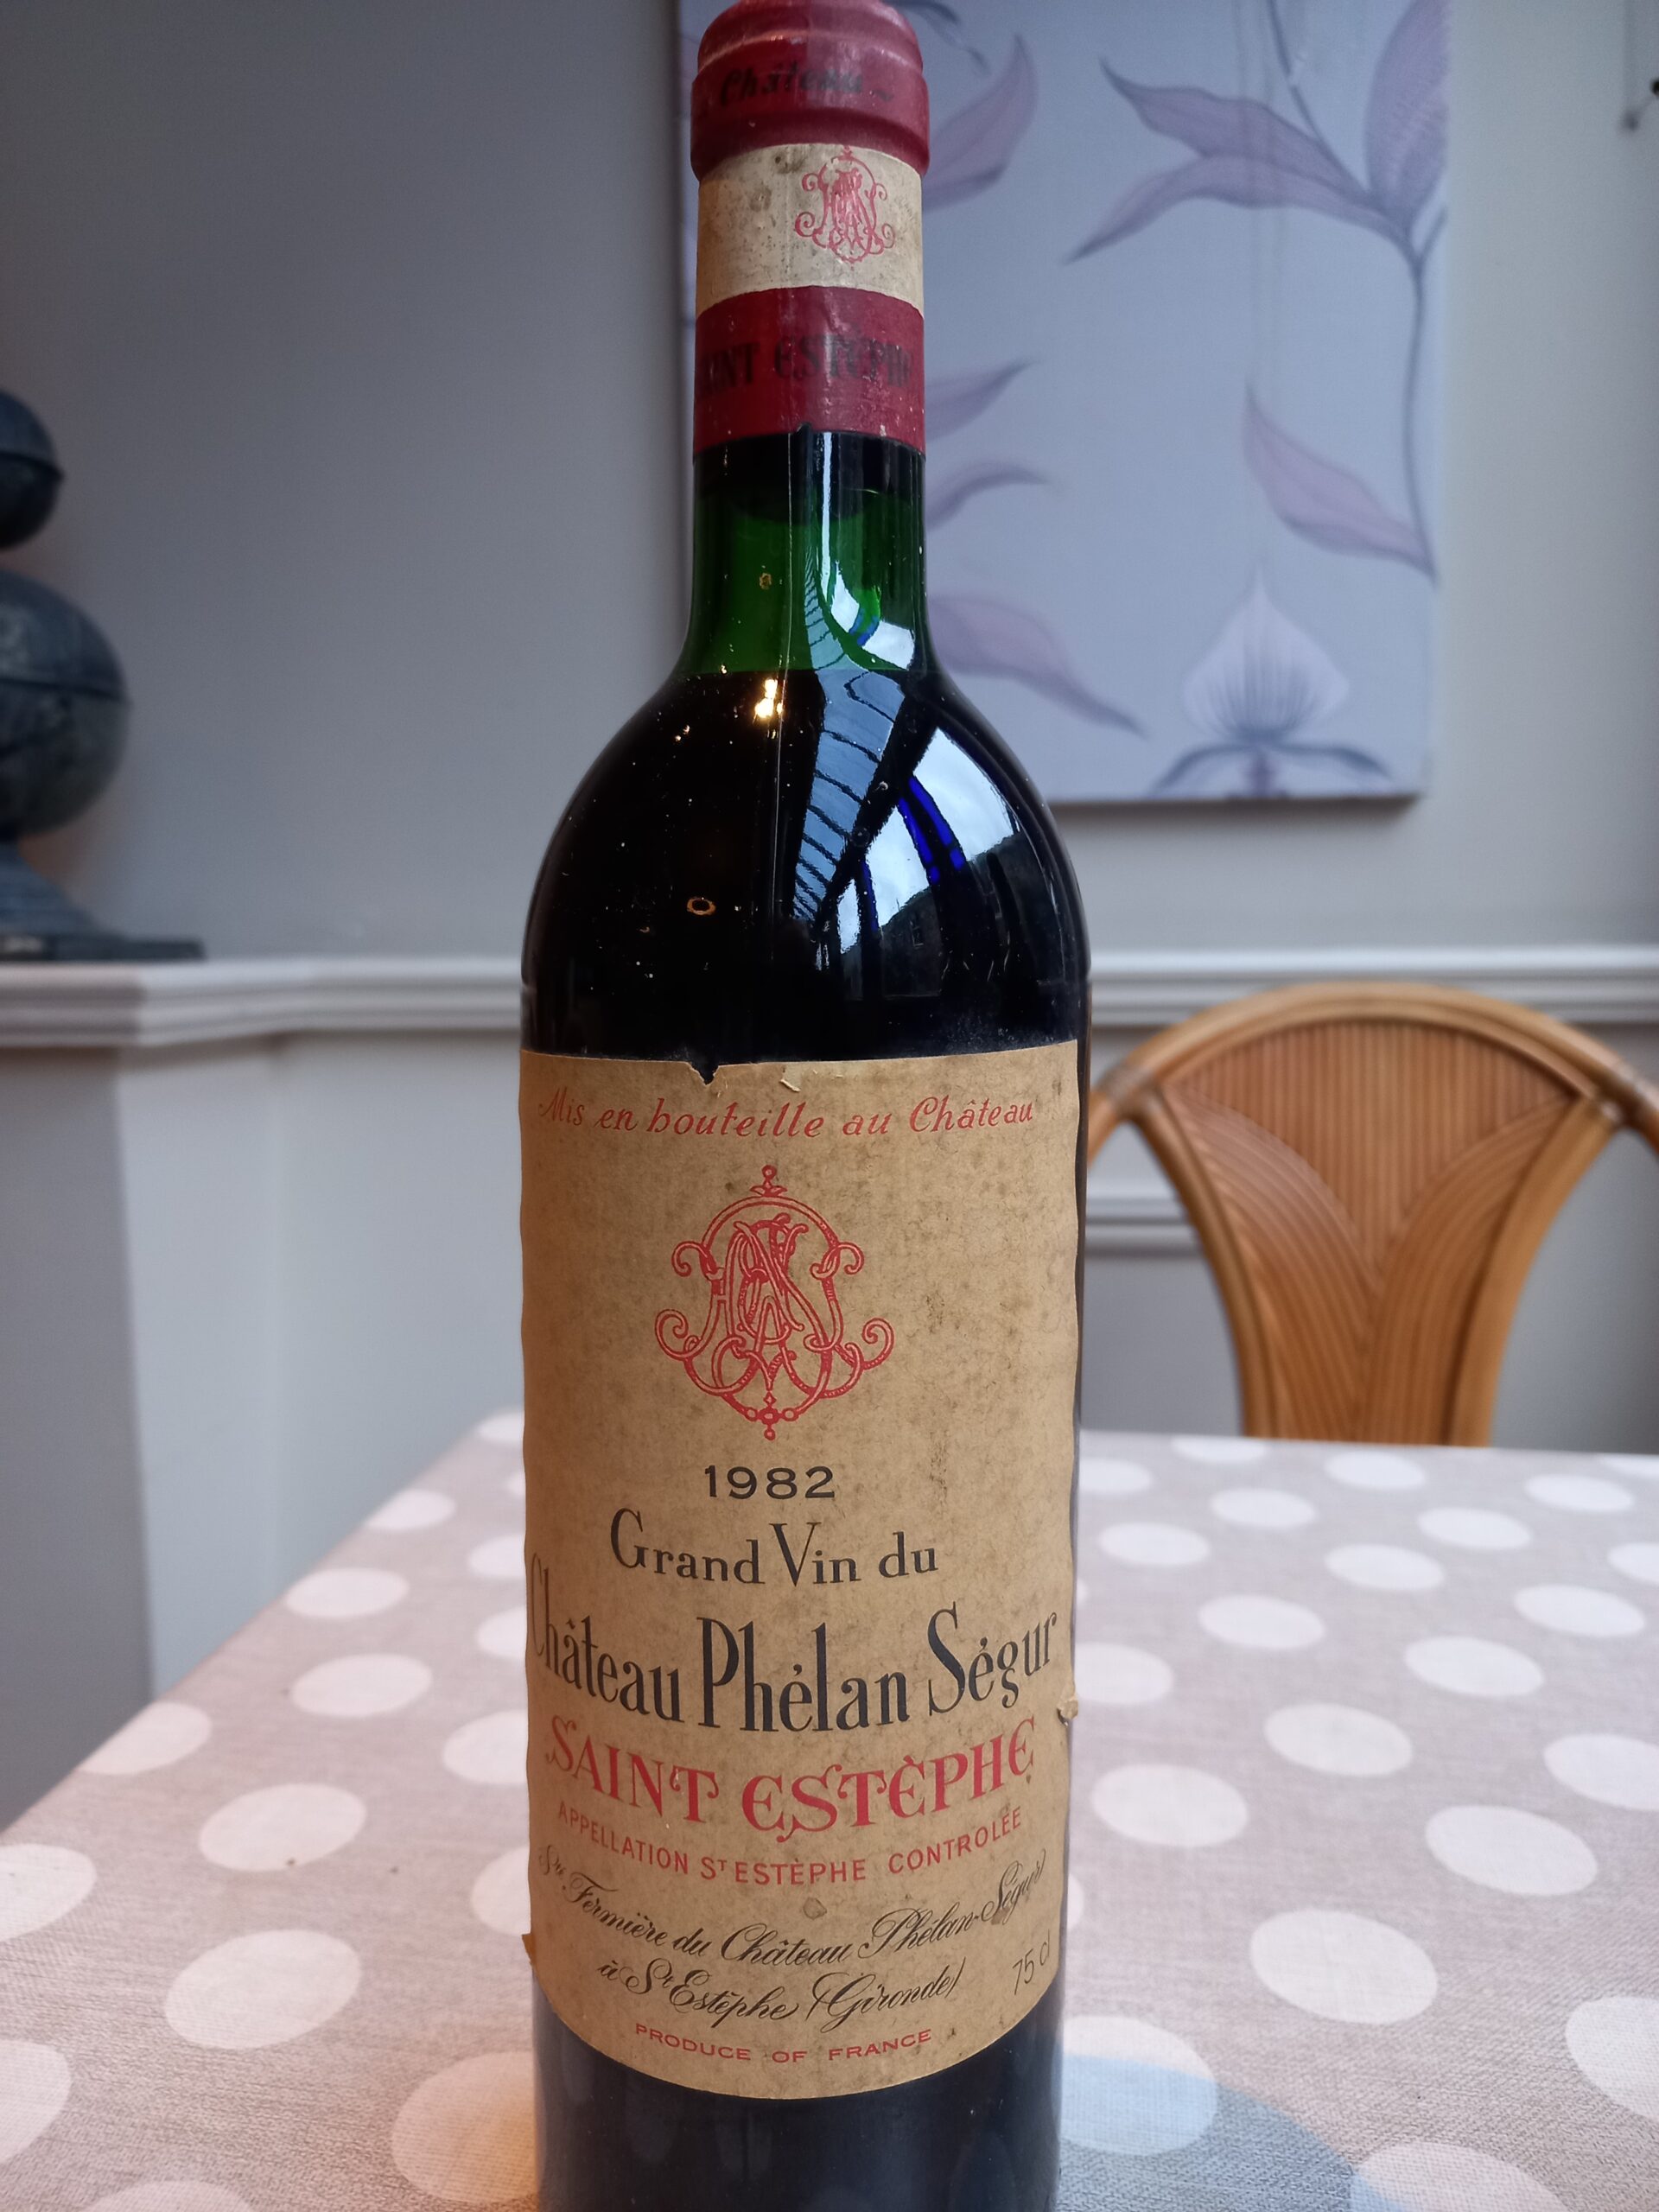 Château
SAINT ESTÈPHE
Mis en bouteille au Château
1982
Grand Vin du
Château Phélan Ségur
SAINT ESTÈPHE
APPELLATION ST ESTÈPHE CONTROLÉE
Sté Fermière du Château Phélan-Ségur
à St Estèphe (Gironde)
75 cl
PRODUCE OF FRANCE